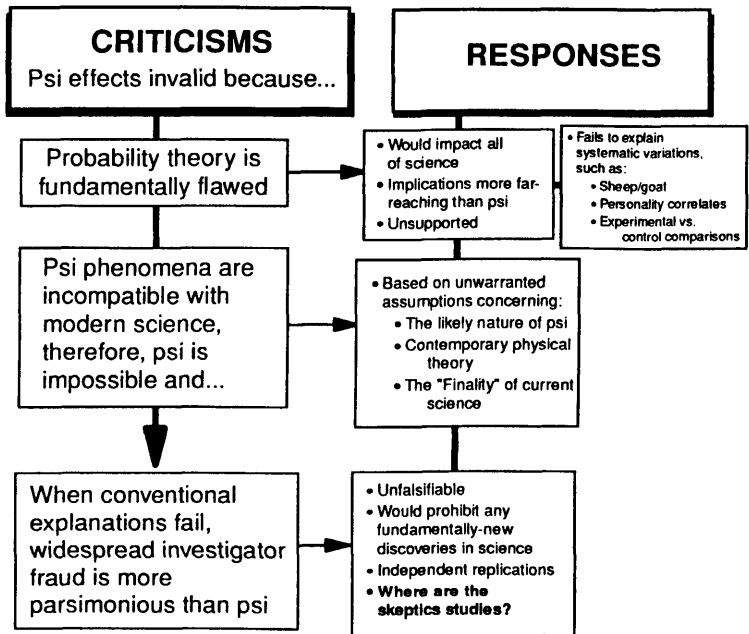 CRITICISMS
Psi effects invalid because...
RESPONSES
Probability theory is
fundamentally flawed
• Would impact all
of science
• Implications more far-
reaching than psi
• Unsupported
• Fails to explain
systematic variations,
such as:
• Sheep/goat
• Personality correlates
• Experimental vs.
control comparisons
Psi phenomena are
incompatible with
modern science,
therefore, psi is
impossible and...
• Based on unwarranted
assumptions concerning:
• The likely nature of psi
• Contemporary physical
theory
• The "Finality" of current
science
When conventional
explanations fail,
widespread investigator
fraud is more
parsimonious than psi
• Unfalsifiable
• Would prohibit any
fundamentally-new
discoveries in science
• Independent replications
• Where are the
skeptics studies?